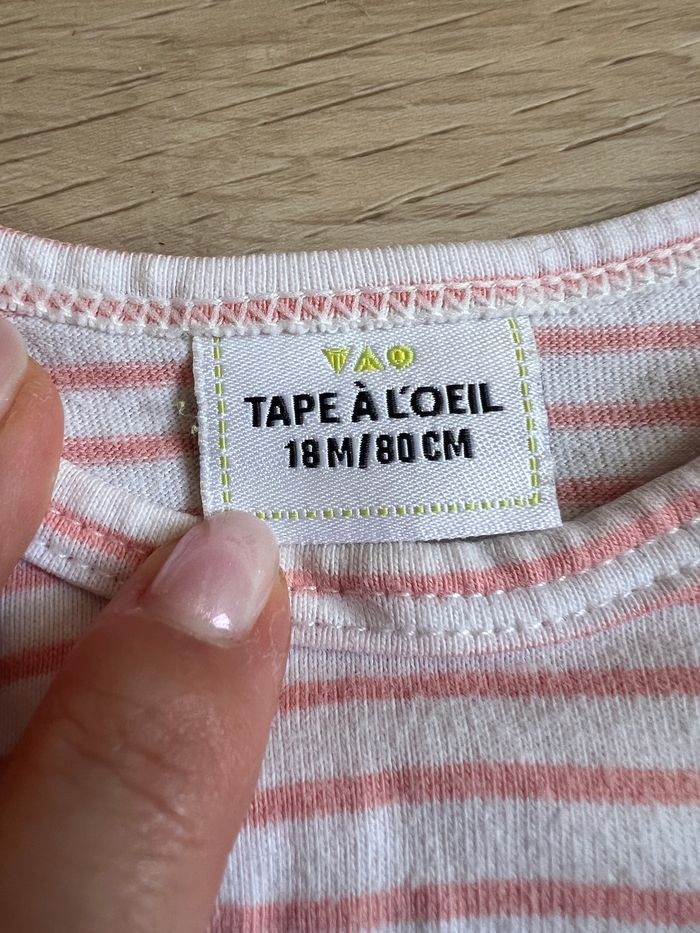 TAO
TAPE À L'OEIL
18 M/80 CM